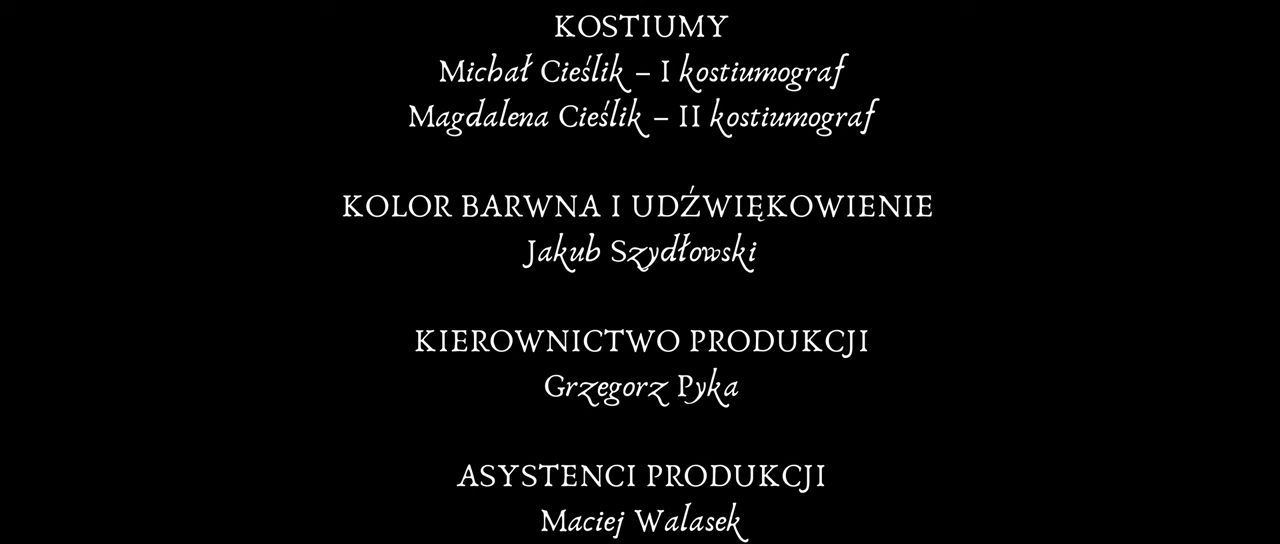 KOSTIUMY
Michał Cieślik – I kostiumograf
Magdalena Cieślik – II kostiumograf
KOLOR BARWNA I UDŹWIĘKOWIENIE
Jakub Szydłowski
KIEROWNICTWO PRODUKCJI
Grzegorz Pyka
ASYSTENCI PRODUKCJI
Maciej Walasek